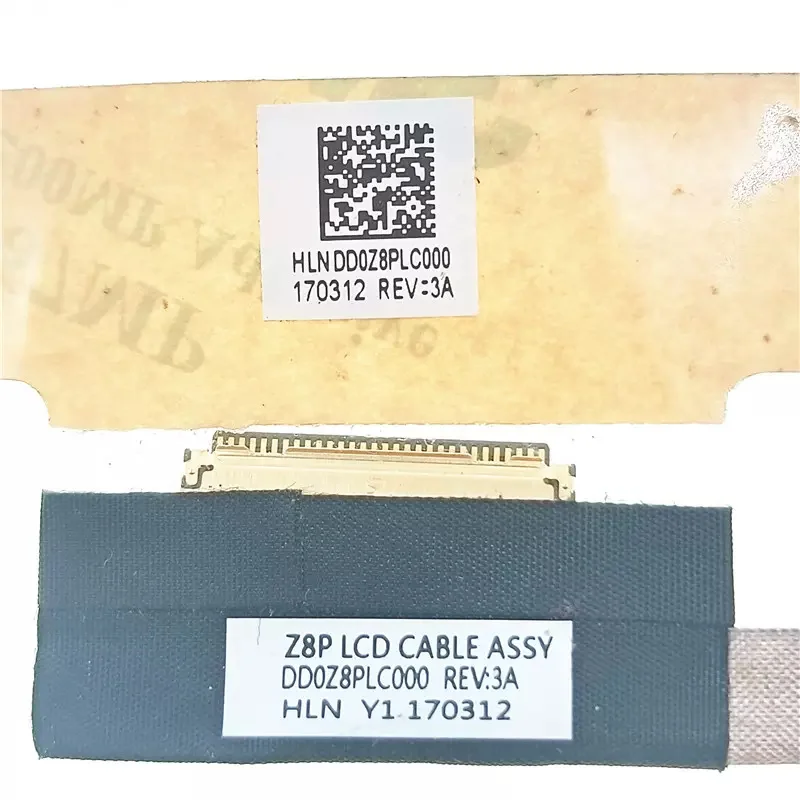 HLN DD0Z8PLC000
170312 REV=3A
Z8P LCD CABLE ASSY
DD0Z8PLC000 REV:3A
HLN Y1 170312